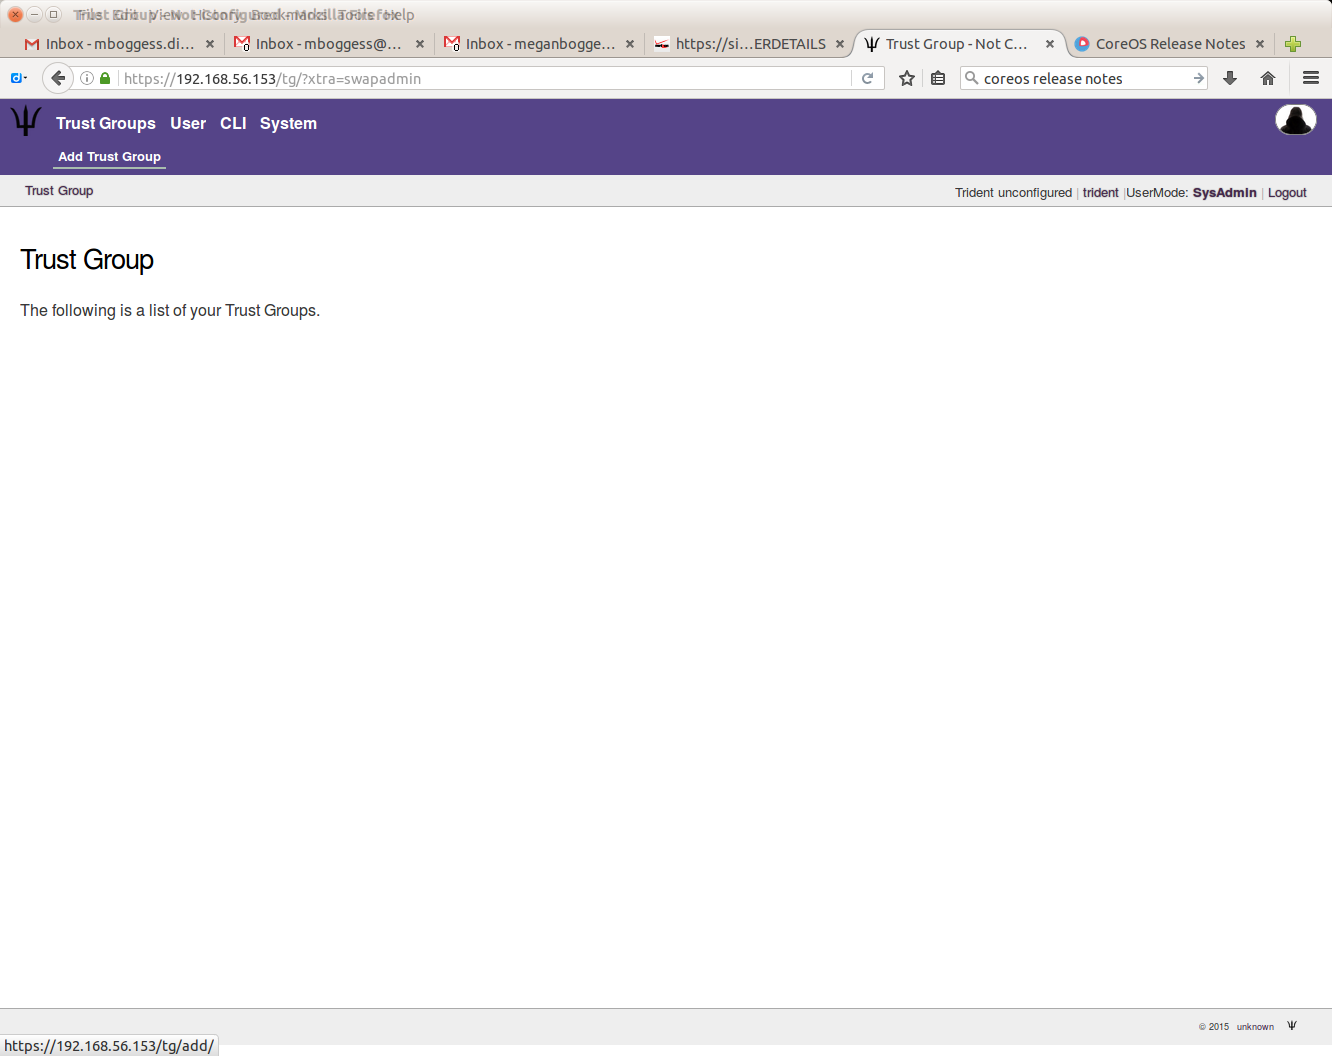 Inbox - mboggess.di... Inbox - mboggess@... Inbox - meganbogge... https://si...ERDETAILS Trust Group - Not C... CoreOS Release Notes
https://192.168.56.153/tg/?xtra=swapadmin coreos release notes
Trust Groups User CLI System
Add Trust Group
Trust Group Trident unconfigured | trident |UserMode: SysAdmin | Logout
Trust Group
The following is a list of your Trust Groups.
© 2015 unknown
https://192.168.56.153/tg/add/